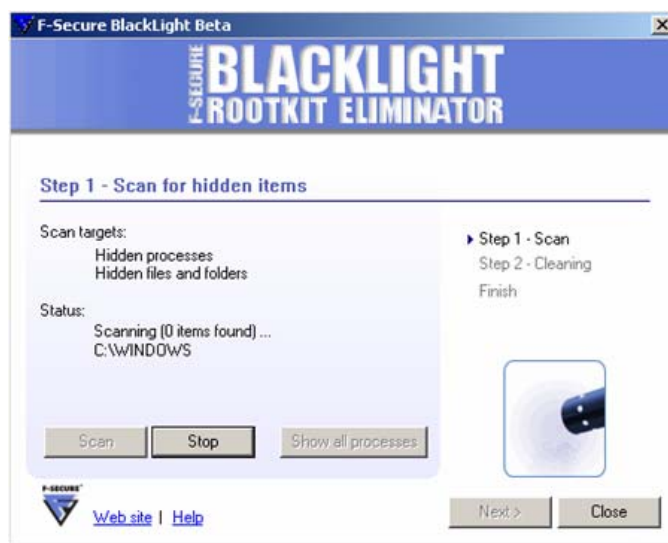 F-Secure BlackLight Beta
F-SECURE
BLACKLIGHT
ROOTKIT ELIMINATOR
Step 1 - Scan for hidden items
Scan targets:
Hidden processes
Hidden files and folders
Status:
Scanning (0 items found) ...
C:\WINDOWS
Scan
Stop
Show all processes
Step 1 - Scan
Step 2 - Cleaning
Finish
F-SECURE
Web site | Help
Next >
Close